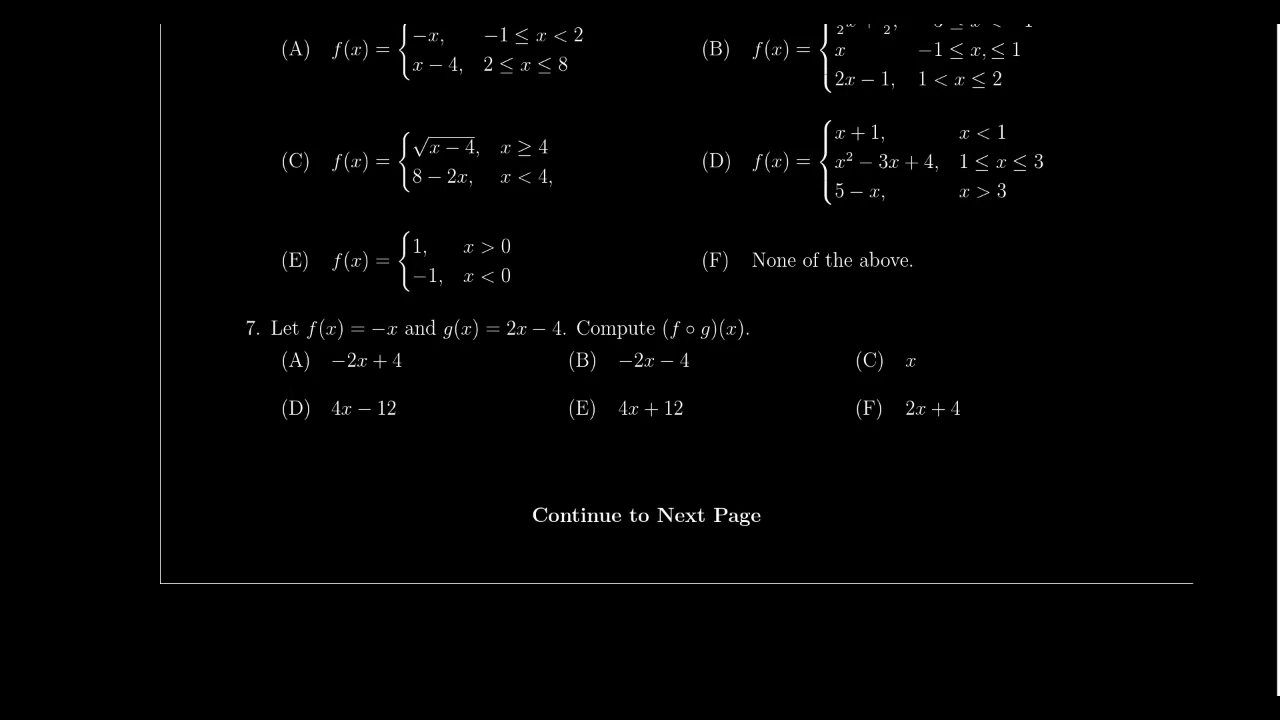 (A) f(x) = { −x, −1 ≤ x < 2
x − 4, 2 ≤ x ≤ 8
(B) f(x) = {
x −1 ≤ x, ≤ 1
2x − 1, 1 < x ≤ 2
(C) f(x) = { √(x − 4), x ≥ 4
8 − 2x, x < 4,
(D) f(x) = { x + 1, x < 1
x² − 3x + 4, 1 ≤ x ≤ 3
5 − x, x > 3
(E) f(x) = { 1, x > 0
−1, x < 0
(F) None of the above.
7. Let f(x) = −x and g(x) = 2x − 4. Compute (f ∘ g)(x).
(A) −2x + 4 (B) −2x − 4 (C) x
(D) 4x − 12 (E) 4x + 12 (F) 2x + 4
Continue to Next Page